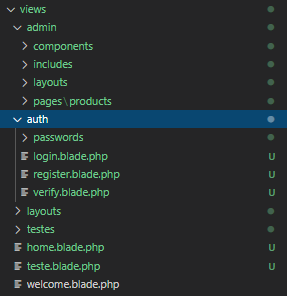 views
admin
components
includes
layouts
pages\products
auth
passwords
login.blade.php U
register.blade.php U
verify.blade.php U
layouts
testes
home.blade.php U
teste.blade.php U
welcome.blade.php